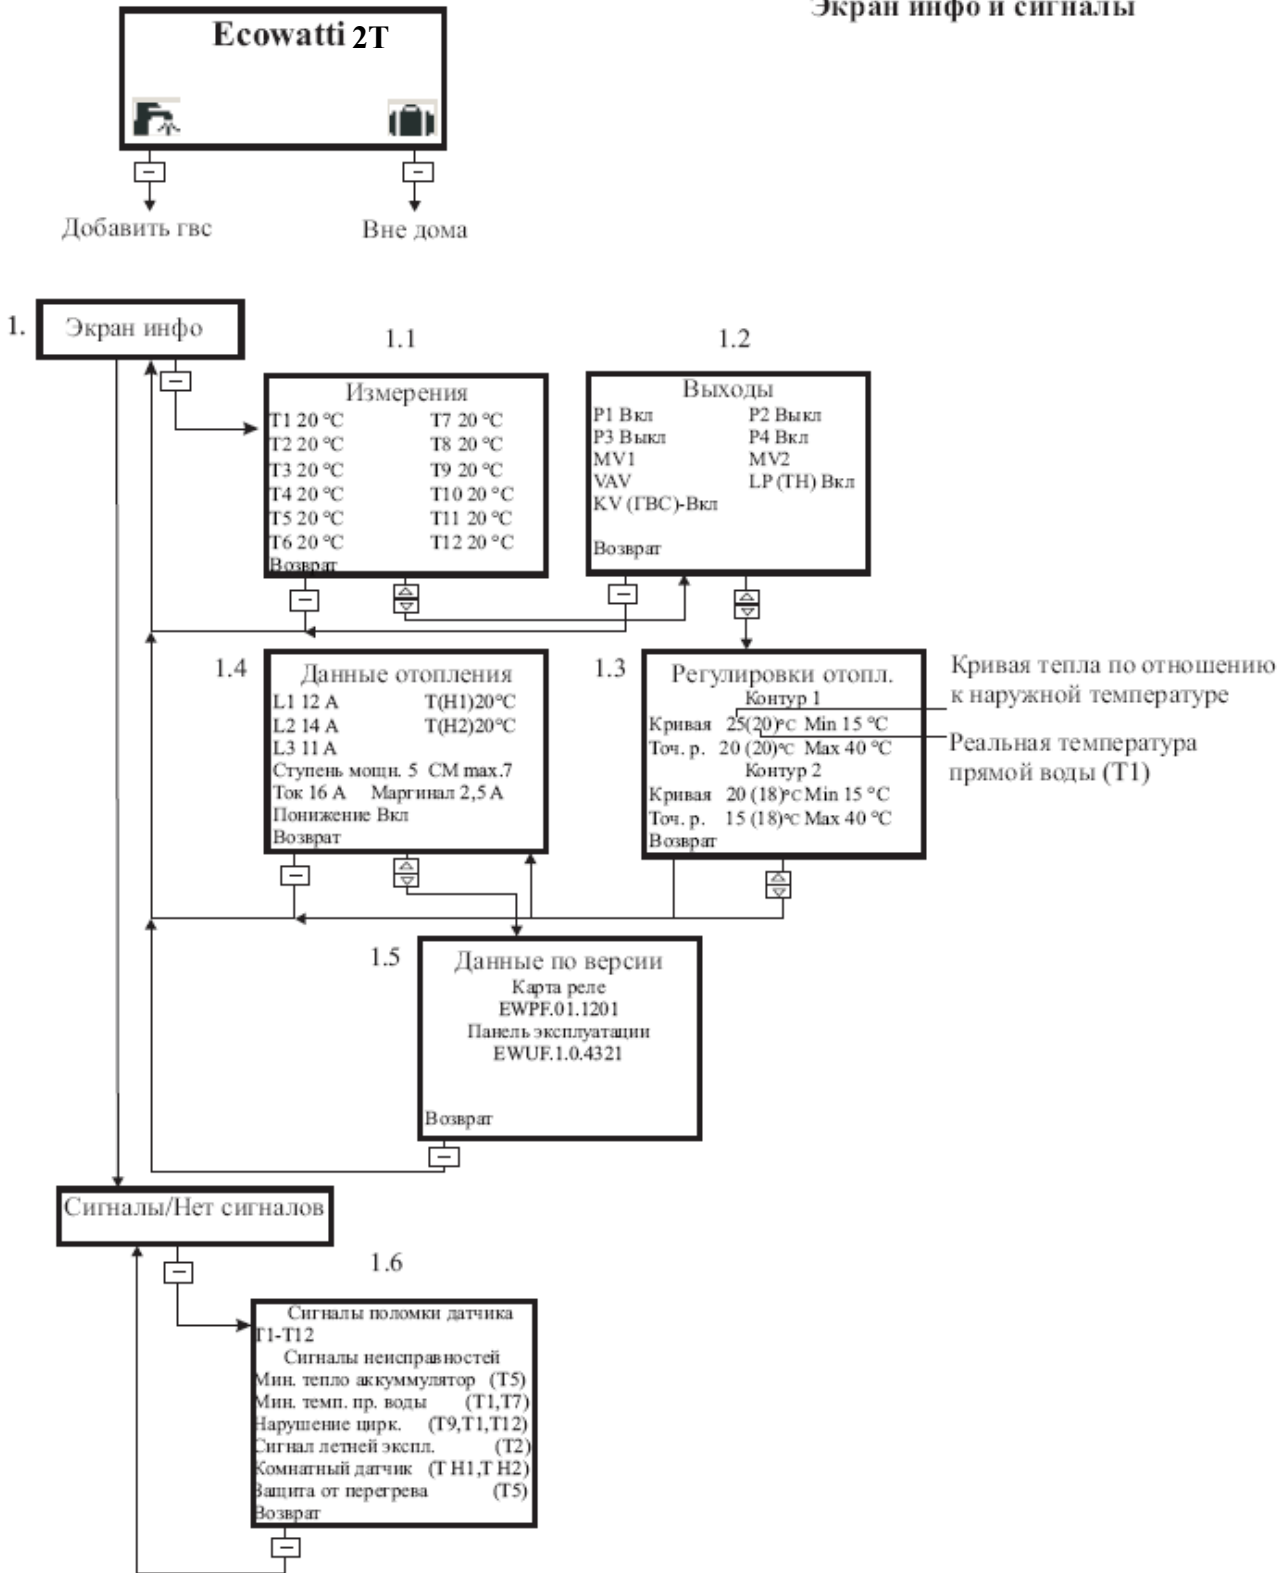 Экран инфо и сигналы
Ecowatti 2T
Добавить гвс
Вне дома
1.
Экран инфо
1.1
Измерения
T1 20 °C T7 20 °C
T2 20 °C T8 20 °C
T3 20 °C T9 20 °C
T4 20 °C T10 20 °C
T5 20 °C T11 20 °C
T6 20 °C T12 20 °C
Возврат
1.2
Выходы
P1 Вкл P2 Выкл
P3 Выкл P4 Вкл
MV1 MV2
VAV LP (TH) Вкл
KV (ГВС)-Вкл
Возврат
1.4
Данные отопления
L1 12 A T(H1)20°C
L2 14 A T(H2)20°C
L3 11 A
Ступень мощн. 5 CM max.7
Ток 16 A Маргинал 2,5 A
Понижение Вкл
Возврат
1.3
Регулировки отопл.
Контур 1
Кривая 25(20)°C Min 15 °C
Точ. р. 20 (20)°C Max 40 °C
Контур 2
Кривая 20 (18)°C Min 15 °C
Точ. р. 15 (18)°C Max 40 °C
Возврат
Кривая тепла по отношению
к наружной температуре
Реальная температура
прямой воды (T1)
1.5
Данные по версии
Карта реле
EWPF.01.1201
Панель эксплуатации
EWUF.1.0.4321
Возврат
Сигналы/Нет сигналов
1.6
Сигналы поломки датчика
T1-T12
Сигналы неисправностей
Мин. тепло аккуммулятор (T5)
Мин. темп. пр. воды (T1,T7)
Нарушение цирк. (T9,T1,T12)
Сигнал летней экспл. (T2)
Комнатный датчик (T H1,T H2)
Защита от перегрева (T5)
Возврат